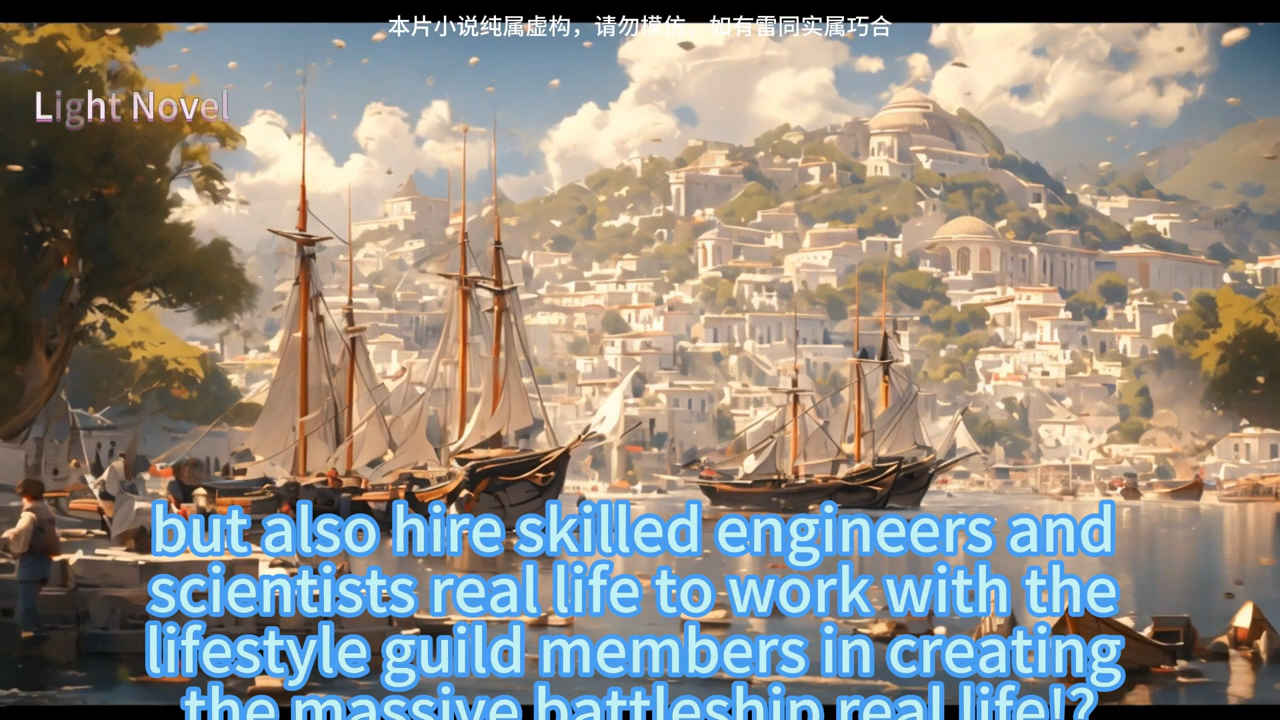 本片小说纯属虚构，请勿模仿，如有雷同实属巧合
Light Novel
but also hire skilled engineers and
scientists real life to work with the
lifestyle guild members in creating
the massive battleship real life!?